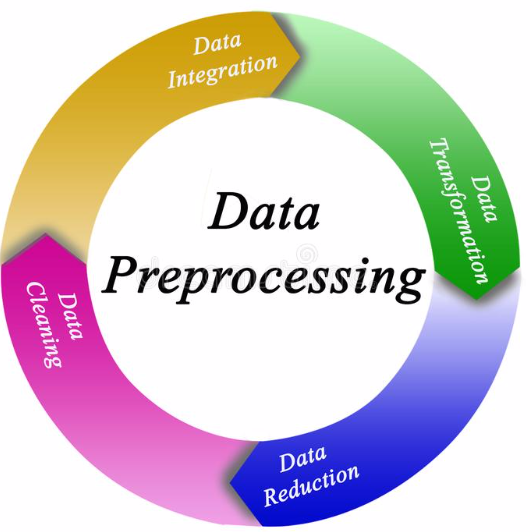 Data
Integration
Data
Transformation
Data
Preprocessing
Data
Cleaning
Data
Reduction